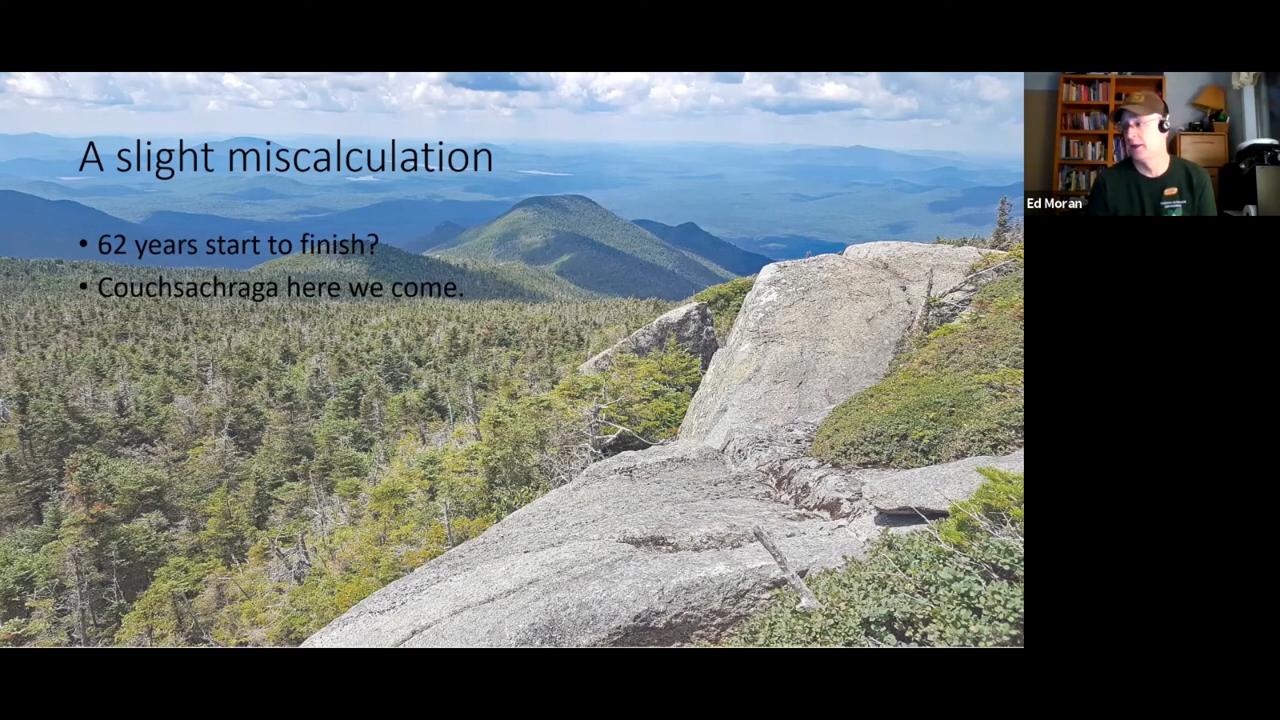 A slight miscalculation
• 62 years start to finish?
• Couchsachraga here we come.
Ed Moran